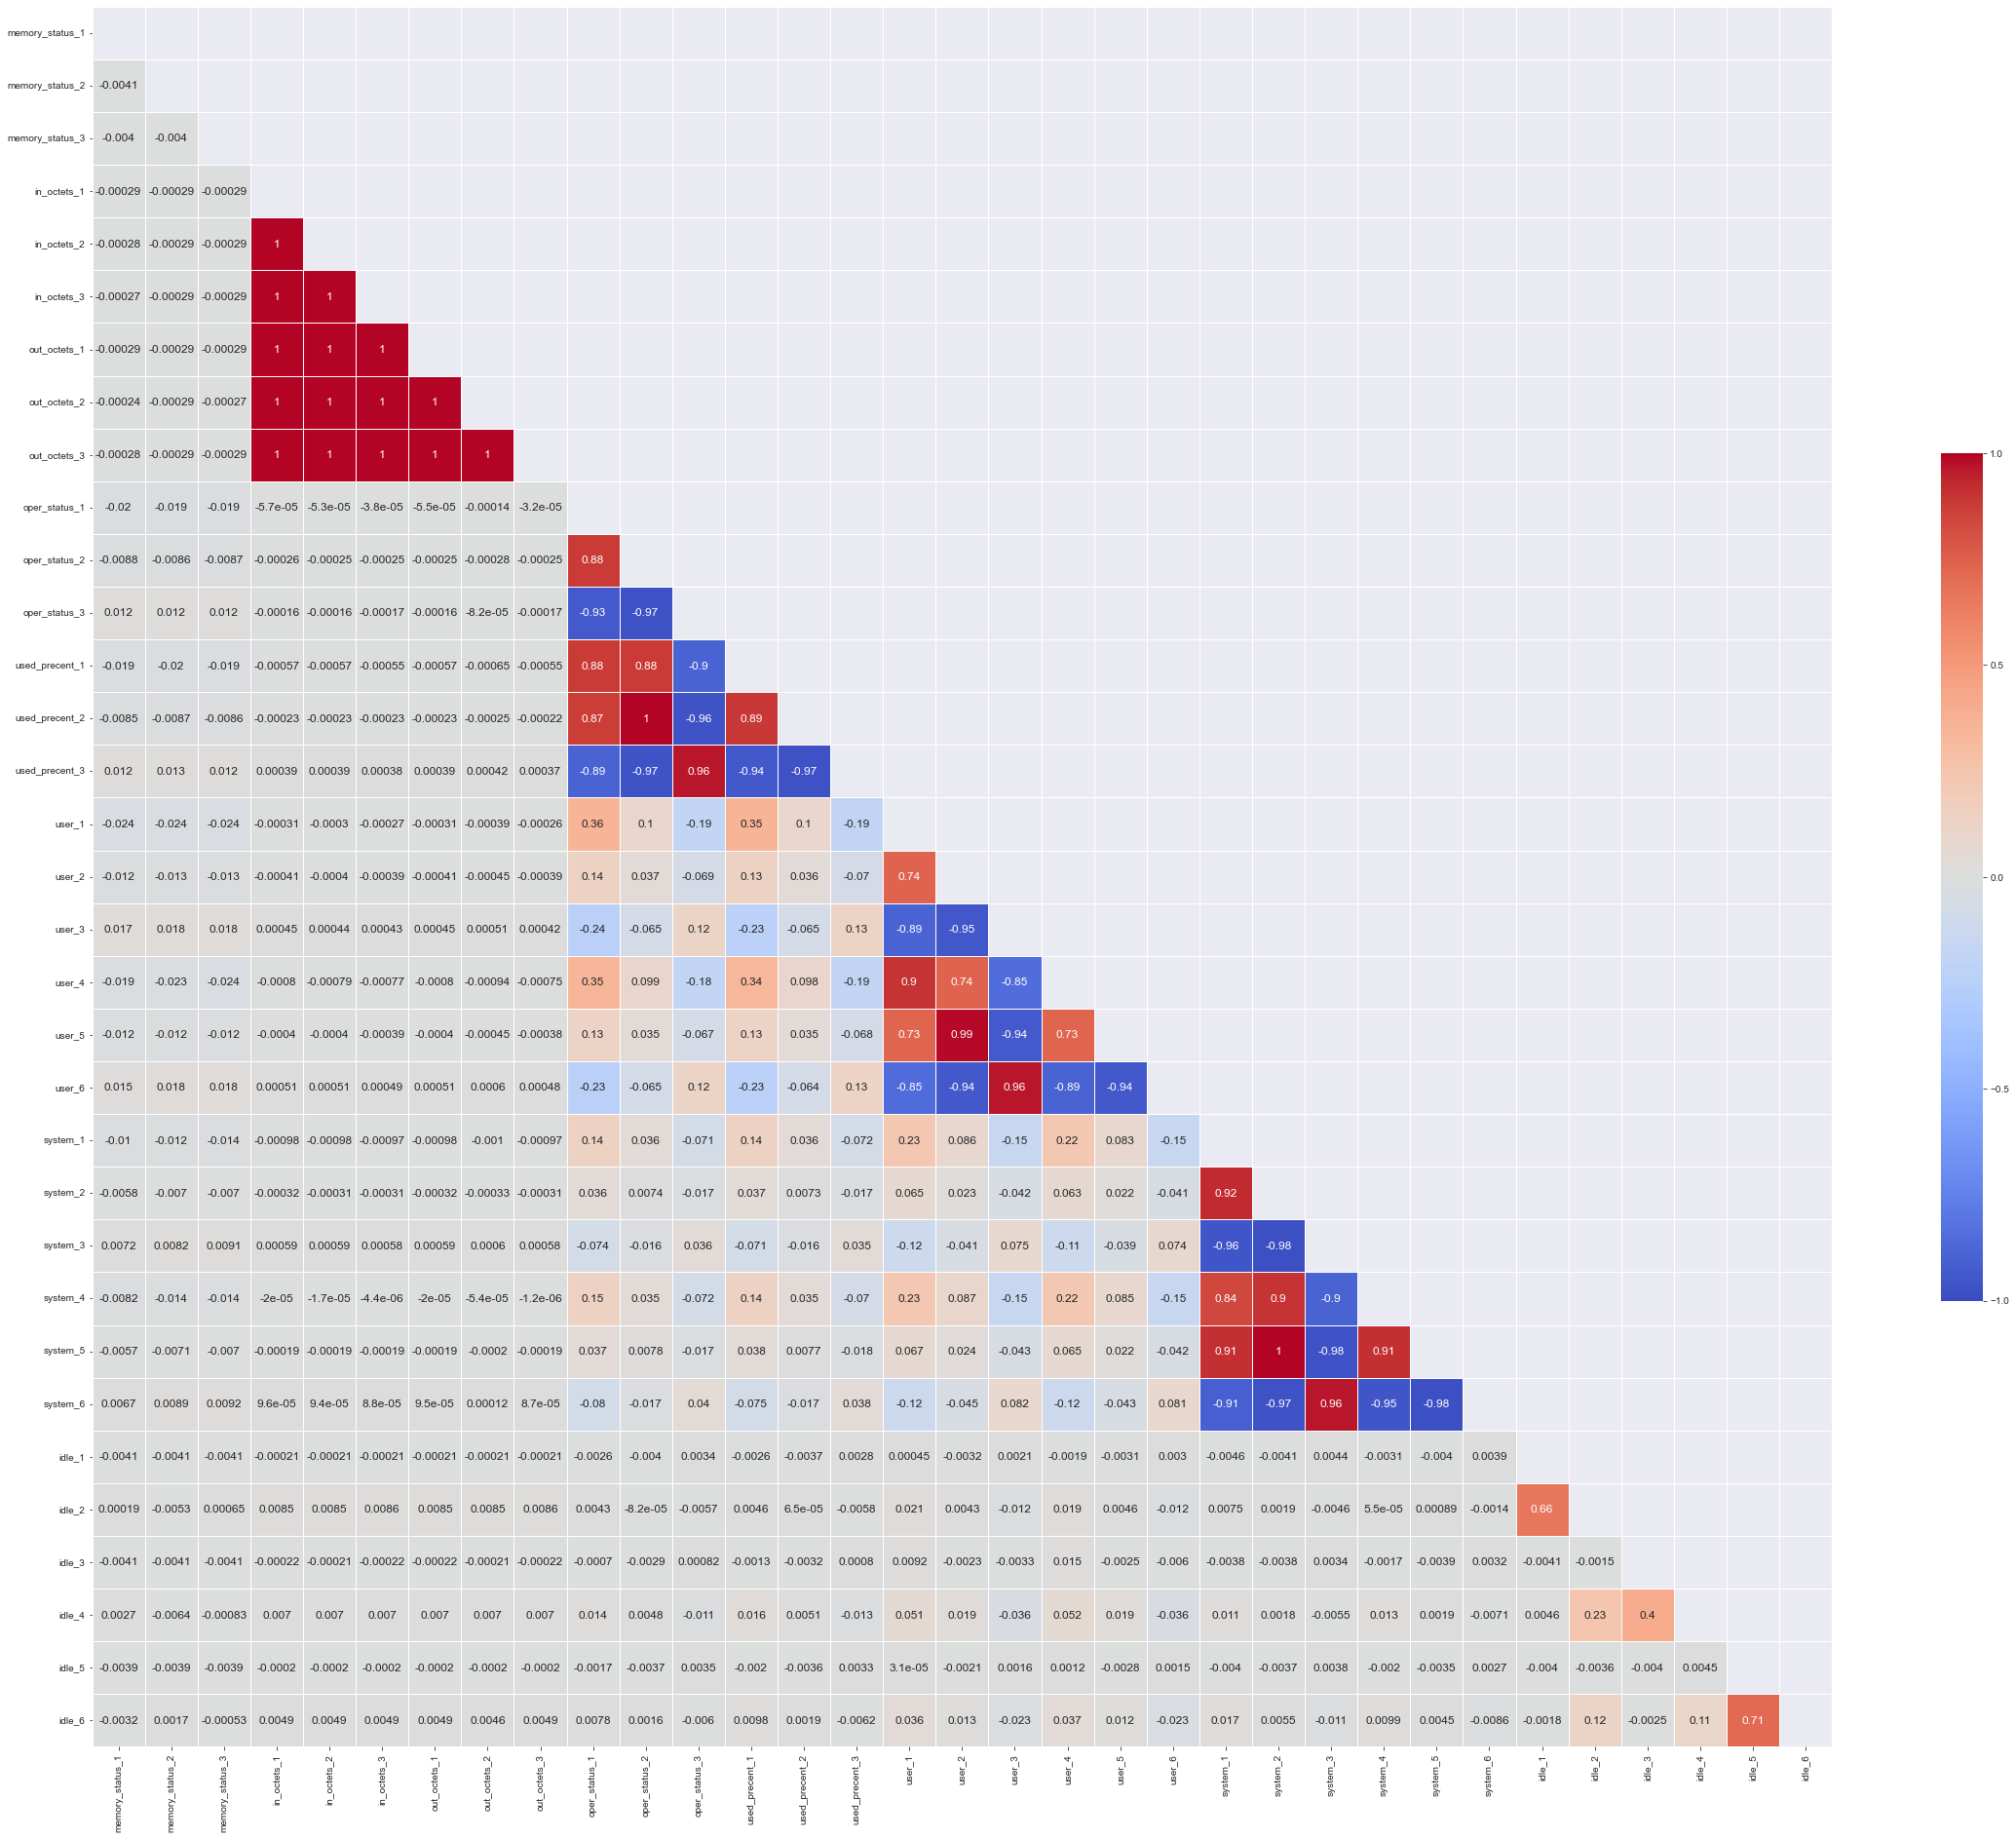 memory_status_1
memory_status_2 -0.0041
memory_status_3 -0.004 -0.004
in_octets_1 -0.00029 -0.00029 -0.00029
in_octets_2 -0.00028 -0.00029 -0.00029 1
in_octets_3 -0.00027 -0.00029 -0.00029 1 1
out_octets_1 -0.00029 -0.00029 -0.00029 1 1 1
out_octets_2 -0.00024 -0.00029 -0.00027 1 1 1 1
out_octets_3 -0.00028 -0.00029 -0.00029 1 1 1 1 1
oper_status_1 -0.02 -0.019 -0.019 -5.7e-05 -5.3e-05 -3.8e-05 -5.5e-05 -0.00014 -3.2e-05
oper_status_2 -0.0088 -0.0086 -0.0087 -0.00026 -0.00025 -0.00025 -0.00025 -0.00028 -0.00025 0.88
oper_status_3 0.012 0.012 0.012 -0.00016 -0.00016 -0.00017 -0.00016 -8.2e-05 -0.00017 -0.93 -0.97
used_precent_1 -0.019 -0.02 -0.019 -0.00057 -0.00057 -0.00055 -0.00057 -0.00065 -0.00055 0.88 0.88 -0.9
used_precent_2 -0.0085 -0.0087 -0.0086 -0.00023 -0.00023 -0.00023 -0.00023 -0.00025 -0.00022 0.87 1 -0.96 0.89
used_precent_3 0.012 0.013 0.012 0.00039 0.00039 0.00038 0.00039 0.00042 0.00037 -0.89 -0.97 0.96 -0.94 -0.97
user_1 -0.024 -0.024 -0.024 -0.00031 -0.0003 -0.00027 -0.00031 -0.00039 -0.00026 0.36 0.1 -0.19 0.35 0.1 -0.19
user_2 -0.012 -0.013 -0.013 -0.00041 -0.0004 -0.00039 -0.00041 -0.00045 -0.00039 0.14 0.037 -0.069 0.13 0.036 -0.07 0.74
user_3 0.017 0.018 0.018 0.00045 0.00044 0.00043 0.00045 0.00051 0.00042 -0.24 -0.065 0.12 -0.23 -0.065 0.13 -0.89 -0.95
user_4 -0.019 -0.023 -0.024 -0.0008 -0.00079 -0.00077 -0.0008 -0.00094 -0.00075 0.35 0.099 -0.18 0.34 0.098 -0.19 0.9 0.74 -0.85
user_5 -0.012 -0.012 -0.012 -0.0004 -0.0004 -0.00039 -0.0004 -0.00045 -0.00038 0.13 0.035 -0.067 0.13 0.035 -0.068 0.73 0.99 -0.94 0.73
user_6 0.015 0.018 0.018 0.00051 0.00051 0.00049 0.00051 0.0006 0.00048 -0.23 -0.065 0.12 -0.23 -0.064 0.13 -0.85 -0.94 0.96 -0.89 -0.94
system_1 -0.01 -0.012 -0.014 -0.00098 -0.00098 -0.00097 -0.00098 -0.001 -0.00097 0.14 0.036 -0.071 0.14 0.036 -0.072 0.23 0.086 -0.15 0.22 0.083 -0.15
system_2 -0.0058 -0.007 -0.007 -0.00032 -0.00031 -0.00031 -0.00032 -0.00033 -0.00031 0.036 0.0074 -0.017 0.037 0.0073 -0.017 0.065 0.023 -0.042 0.063 0.022 -0.041 0.92
system_3 0.0072 0.0082 0.0091 0.00059 0.00059 0.00058 0.00059 0.0006 0.00058 -0.074 -0.016 0.036 -0.071 -0.016 0.035 -0.12 -0.041 0.075 -0.11 -0.039 0.074 -0.96 -0.98
system_4 -0.0082 -0.014 -0.014 -2e-05 -1.7e-05 -4.4e-06 -2e-05 -5.4e-05 -1.2e-06 0.15 0.035 -0.072 0.14 0.035 -0.07 0.23 0.087 -0.15 0.22 0.085 -0.15 0.84 0.9 -0.9
system_5 -0.0057 -0.0071 -0.007 -0.00019 -0.00019 -0.00019 -0.00019 -0.0002 -0.00019 0.037 0.0078 -0.017 0.038 0.0077 -0.018 0.067 0.024 -0.043 0.065 0.022 -0.042 0.91 1 -0.98 0.91
system_6 0.0067 0.0089 0.0092 9.6e-05 9.4e-05 8.8e-05 9.5e-05 0.00012 8.7e-05 -0.08 -0.017 0.04 -0.075 -0.017 0.038 -0.12 -0.045 0.082 -0.12 -0.043 0.081 -0.91 -0.97 0.96 -0.95 -0.98
idle_1 -0.0041 -0.0041 -0.0041 -0.00021 -0.00021 -0.00021 -0.00021 -0.00021 -0.00021 -0.0026 -0.004 0.0034 -0.0026 -0.0037 0.0028 0.00045 -0.0032 0.0021 -0.0019 -0.0031 0.003 -0.0046 -0.0041 0.0044 -0.0031 -0.004 0.0039
idle_2 0.00019 -0.0053 0.00065 0.0085 0.0085 0.0086 0.0085 0.0085 0.0086 0.0043 -8.2e-05 -0.0057 0.0046 6.5e-05 -0.0058 0.021 0.0043 -0.012 0.019 0.0046 -0.012 0.0075 0.0019 -0.0046 5.5e-05 0.00089 -0.0014 0.66
idle_3 -0.0041 -0.0041 -0.0041 -0.00022 -0.00021 -0.00022 -0.00022 -0.00021 -0.00022 -0.0007 -0.0029 0.00082 -0.0013 -0.0032 0.0008 0.0092 -0.0023 -0.0033 0.015 -0.0025 -0.006 -0.0038 -0.0038 0.0034 -0.0017 -0.0039 0.0032 -0.0041 -0.0015
idle_4 0.0027 -0.0064 -0.00083 0.007 0.007 0.007 0.007 0.007 0.007 0.014 0.0048 -0.011 0.016 0.0051 -0.013 0.051 0.019 -0.036 0.052 0.019 -0.036 0.011 0.0018 -0.0055 0.013 0.0019 -0.0071 0.0046 0.23 0.4
idle_5 -0.0039 -0.0039 -0.0039 -0.0002 -0.0002 -0.0002 -0.0002 -0.0002 -0.0002 -0.0017 -0.0037 0.0035 -0.002 -0.0036 0.0033 3.1e-05 -0.0021 0.0016 0.0012 -0.0028 0.0015 -0.004 -0.0037 0.0038 -0.002 -0.0035 0.0027 -0.004 -0.0036 -0.004 0.0045
idle_6 -0.0032 0.0017 -0.00053 0.0049 0.0049 0.0049 0.0049 0.0046 0.0049 0.0078 0.0016 -0.006 0.0098 0.0019 -0.0062 0.036 0.013 -0.023 0.037 0.012 -0.023 0.017 0.0055 -0.011 0.0099 0.0045 -0.0086 -0.0018 0.12 -0.0025 0.11 0.71
memory_status_1
memory_status_2
memory_status_3
in_octets_1
in_octets_2
in_octets_3
out_octets_1
out_octets_2
out_octets_3
oper_status_1
oper_status_2
oper_status_3
used_precent_1
used_precent_2
used_precent_3
user_1
user_2
user_3
user_4
user_5
user_6
system_1
system_2
system_3
system_4
system_5
system_6
idle_1
idle_2
idle_3
idle_4
idle_5
idle_6
1.0
0.5
0.0
−0.5
−1.0